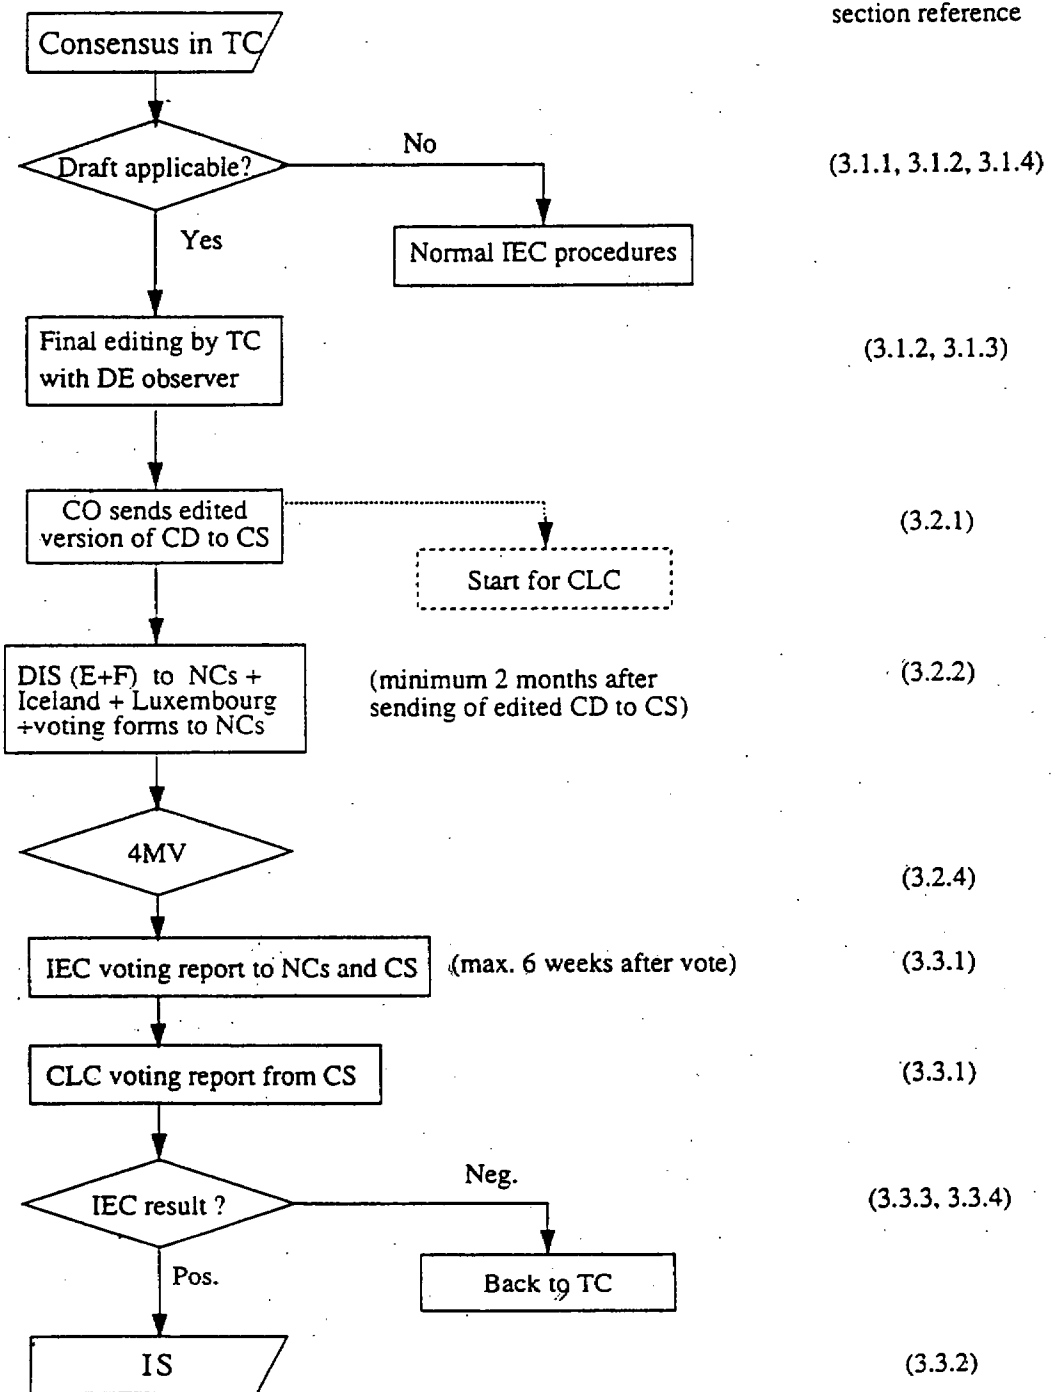 section reference
Consensus in TC
No
Draft applicable?
(3.1.1, 3.1.2, 3.1.4)
Yes
Normal IEC procedures
Final editing by TC
with DE observer
(3.1.2, 3.1.3)
CO sends edited
version of CD to CS
(3.2.1)
Start for CLC
DIS (E+F) to NCs +
Iceland + Luxembourg
+voting forms to NCs
(minimum 2 months after
sending of edited CD to CS)
(3.2.2)
4MV
(3.2.4)
IEC voting report to NCs and CS
(max. 6 weeks after vote)
(3.3.1)
CLC voting report from CS
(3.3.1)
Neg.
IEC result ?
(3.3.3, 3.3.4)
Pos.
Back to TC
IS
(3.3.2)